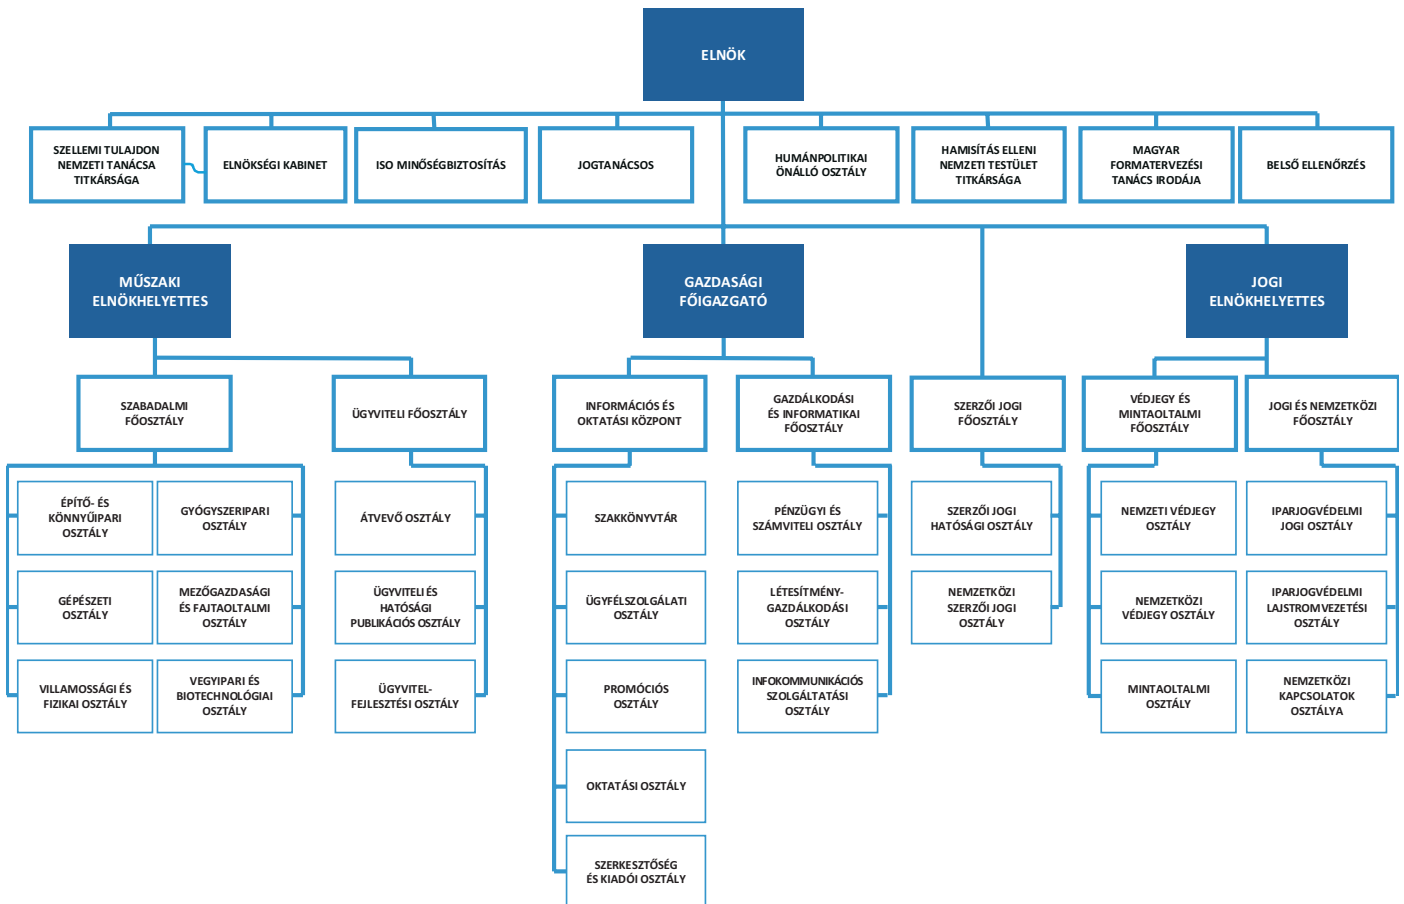 ELNÖK
SZELLEMI TULAJDON
NEMZETI TANÁCSA
TITKÁRSÁGA
ELNÖKSÉGI KABINET
ISO MINŐSÉGBIZTOSÍTÁS
JOGTANÁCSOS
HUMÁNPOLITIKAI
ÖNÁLLÓ OSZTÁLY
HAMISÍTÁS ELLENI
NEMZETI TESTÜLET
TITKÁRSÁGA
MAGYAR
FORMATERVEZÉSI
TANÁCS IRODÁJA
BELSŐ ELLENŐRZÉS
MŰSZAKI
ELNÖKHELYETTES
GAZDASÁGI
FŐIGAZGATÓ
JOGI
ELNÖKHELYETTES
SZABADALMI
FŐOSZTÁLY
ÜGYVITELI FŐOSZTÁLY
INFORMÁCIÓS ÉS
OKTATÁSI KÖZPONT
GAZDÁLKODÁSI
ÉS INFORMATIKAI
FŐOSZTÁLY
SZERZŐI JOGI
FŐOSZTÁLY
VÉDJEGY ÉS
MINTAOLTALMI
FŐOSZTÁLY
JOGI ÉS NEMZETKÖZI
FŐOSZTÁLY
ÉPÍTŐ- ÉS
KÖNNYŰIPARI
OSZTÁLY
GYÓGYSZERIPARI
OSZTÁLY
ÁTVEVŐ OSZTÁLY
SZAKKÖNYVTÁR
PÉNZÜGYI ÉS
SZÁMVITELI OSZTÁLY
SZERZŐI JOGI
HATÓSÁGI OSZTÁLY
NEMZETI VÉDJEGY
OSZTÁLY
IPARJOGVÉDELMI
JOGI OSZTÁLY
GÉPÉSZETI
OSZTÁLY
MEZŐGAZDASÁGI
ÉS FAJTAOLTALMI
OSZTÁLY
ÜGYVITELI ÉS
HATÓSÁGI
PUBLIKÁCIÓS OSZTÁLY
ÜGYFÉLSZOLGÁLATI
OSZTÁLY
LÉTESÍTMÉNY-
GAZDÁLKODÁSI
OSZTÁLY
NEMZETKÖZI
SZERZŐI JOGI
OSZTÁLY
NEMZETKÖZI
VÉDJEGY OSZTÁLY
IPARJOGVÉDELMI
LAJSTROMVEZETÉSI
OSZTÁLY
VILLAMOSSÁGI ÉS
FIZIKAI OSZTÁLY
VEGYIPARI ÉS
BIOTECHNOLÓGIAI
OSZTÁLY
ÜGYVITEL-
FEJLESZTÉSI OSZTÁLY
PROMÓCIÓS
OSZTÁLY
INFOKOMMUNIKÁCIÓS
SZOLGÁLTATÁSI
OSZTÁLY
MINTAOLTALMI
OSZTÁLY
NEMZETKÖZI
KAPCSOLATOK
OSZTÁLYA
OKTATÁSI OSZTÁLY
SZERKESZTŐSÉG
ÉS KIADÓI OSZTÁLY